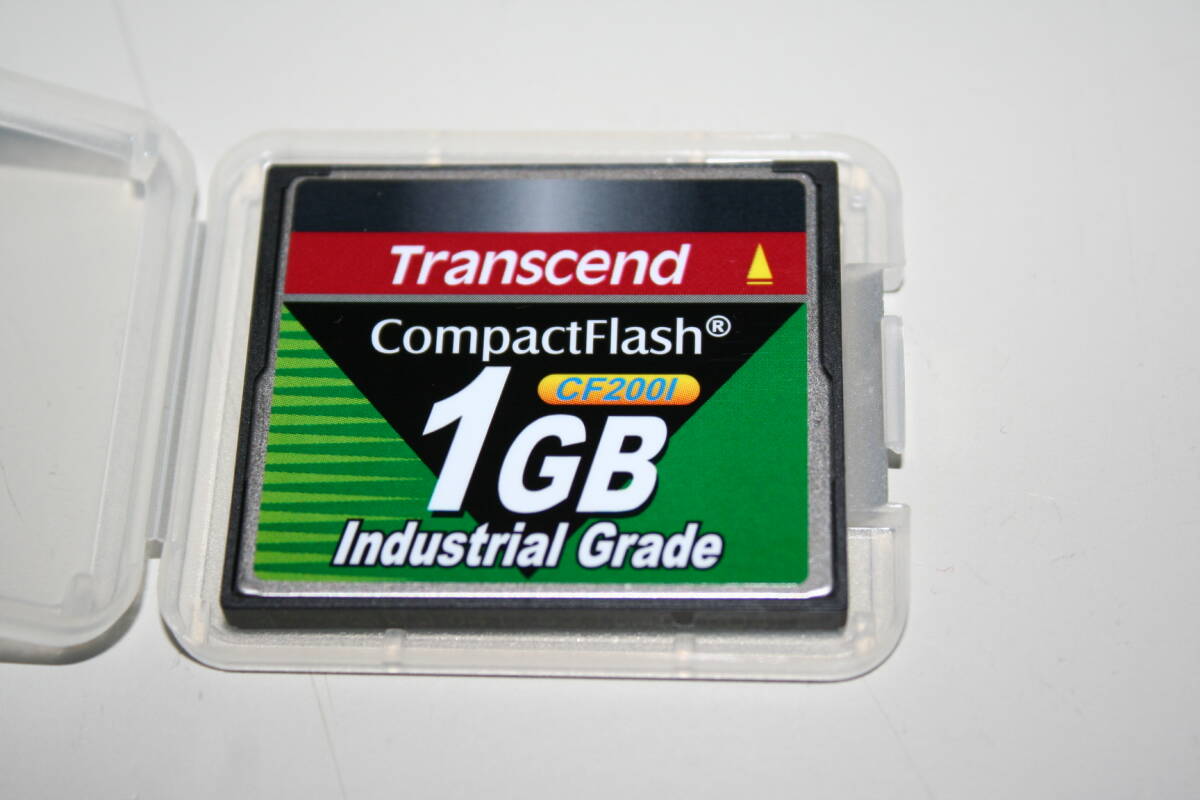 Transcend
CompactFlash®
CF200I
1GB
Industrial Grade